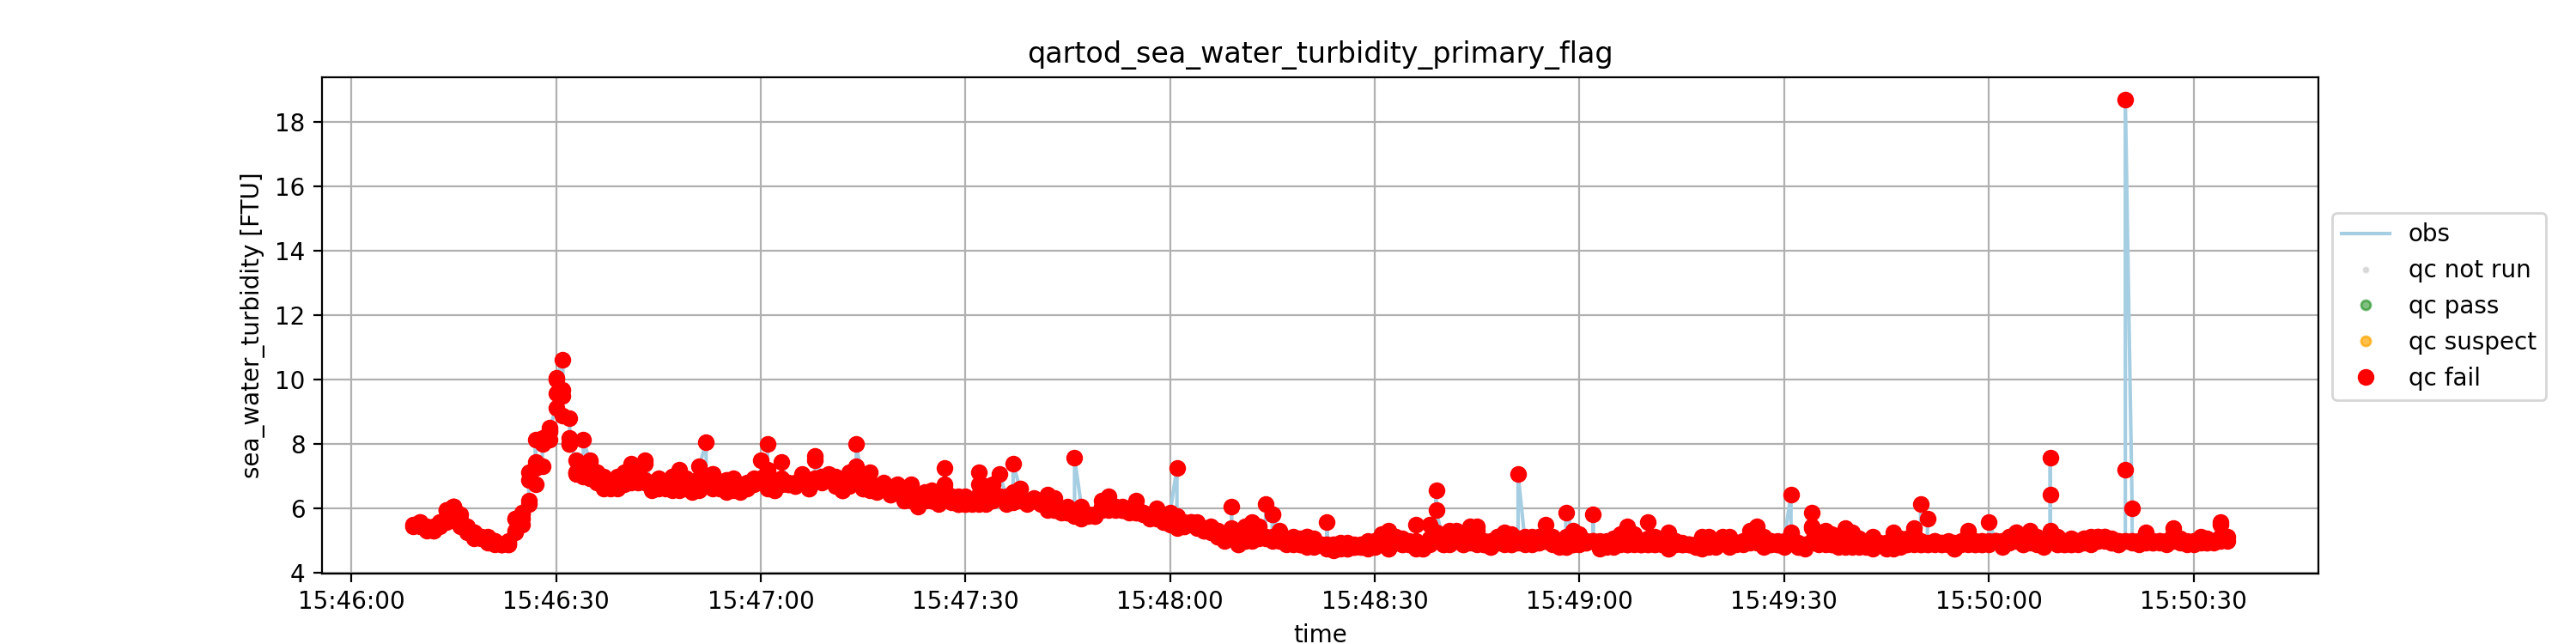 qartod_sea_water_turbidity_primary_flag
sea_water_turbidity [FTU]
18
16
14
12
10
8
6
4
15:46:00 15:46:30 15:47:00 15:47:30 15:48:00 15:48:30 15:49:00 15:49:30 15:50:00 15:50:30
time
obs
qc not run
qc pass
qc suspect
qc fail